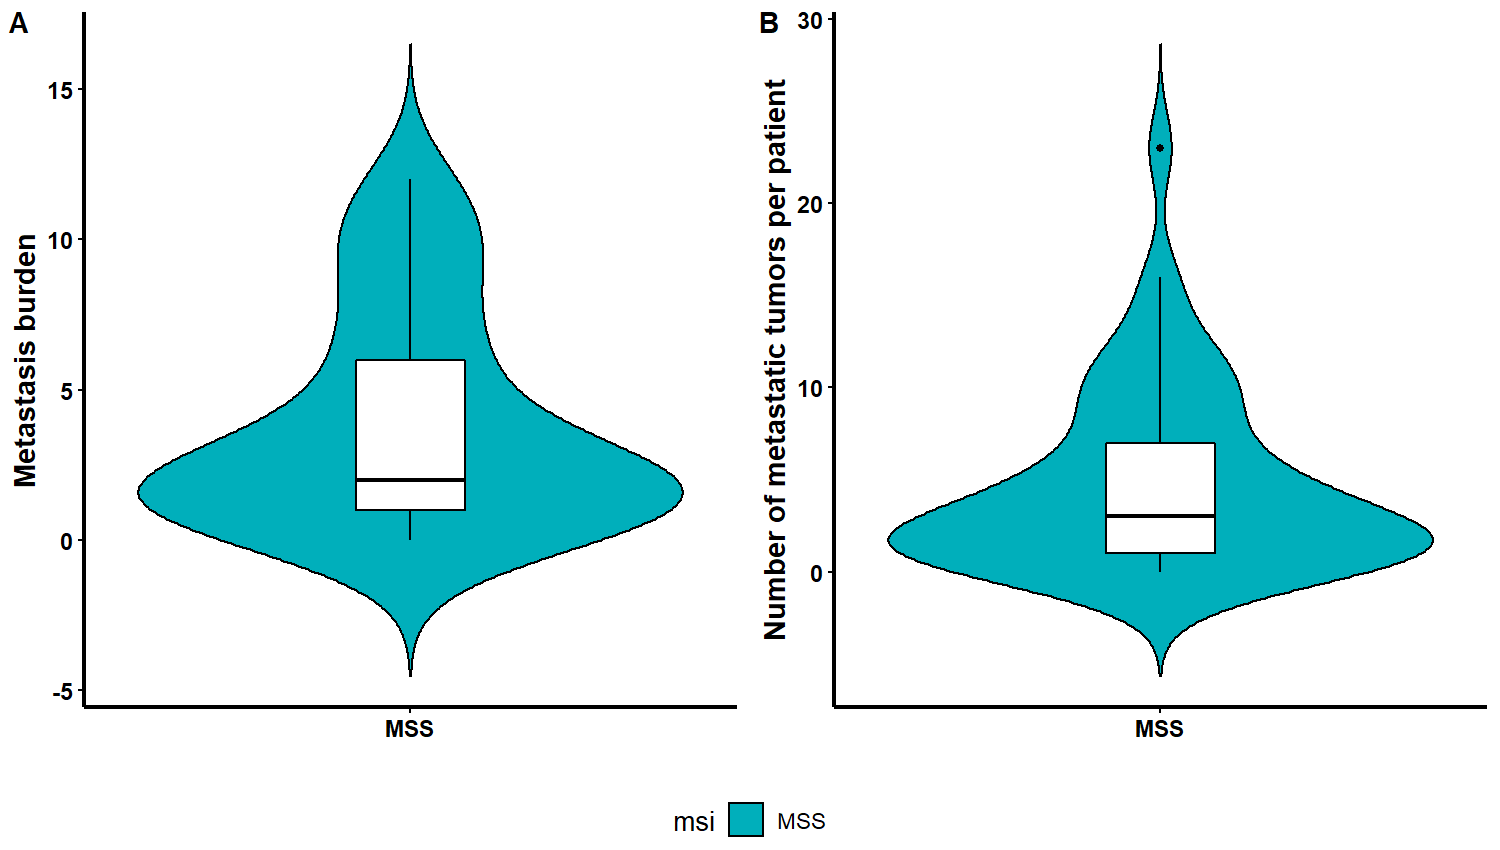 A
Metastasis burden
15
10
5
0
-5
MSS
B
Number of metastatic tumors per patient
30
20
10
0
MSS
msi MSS